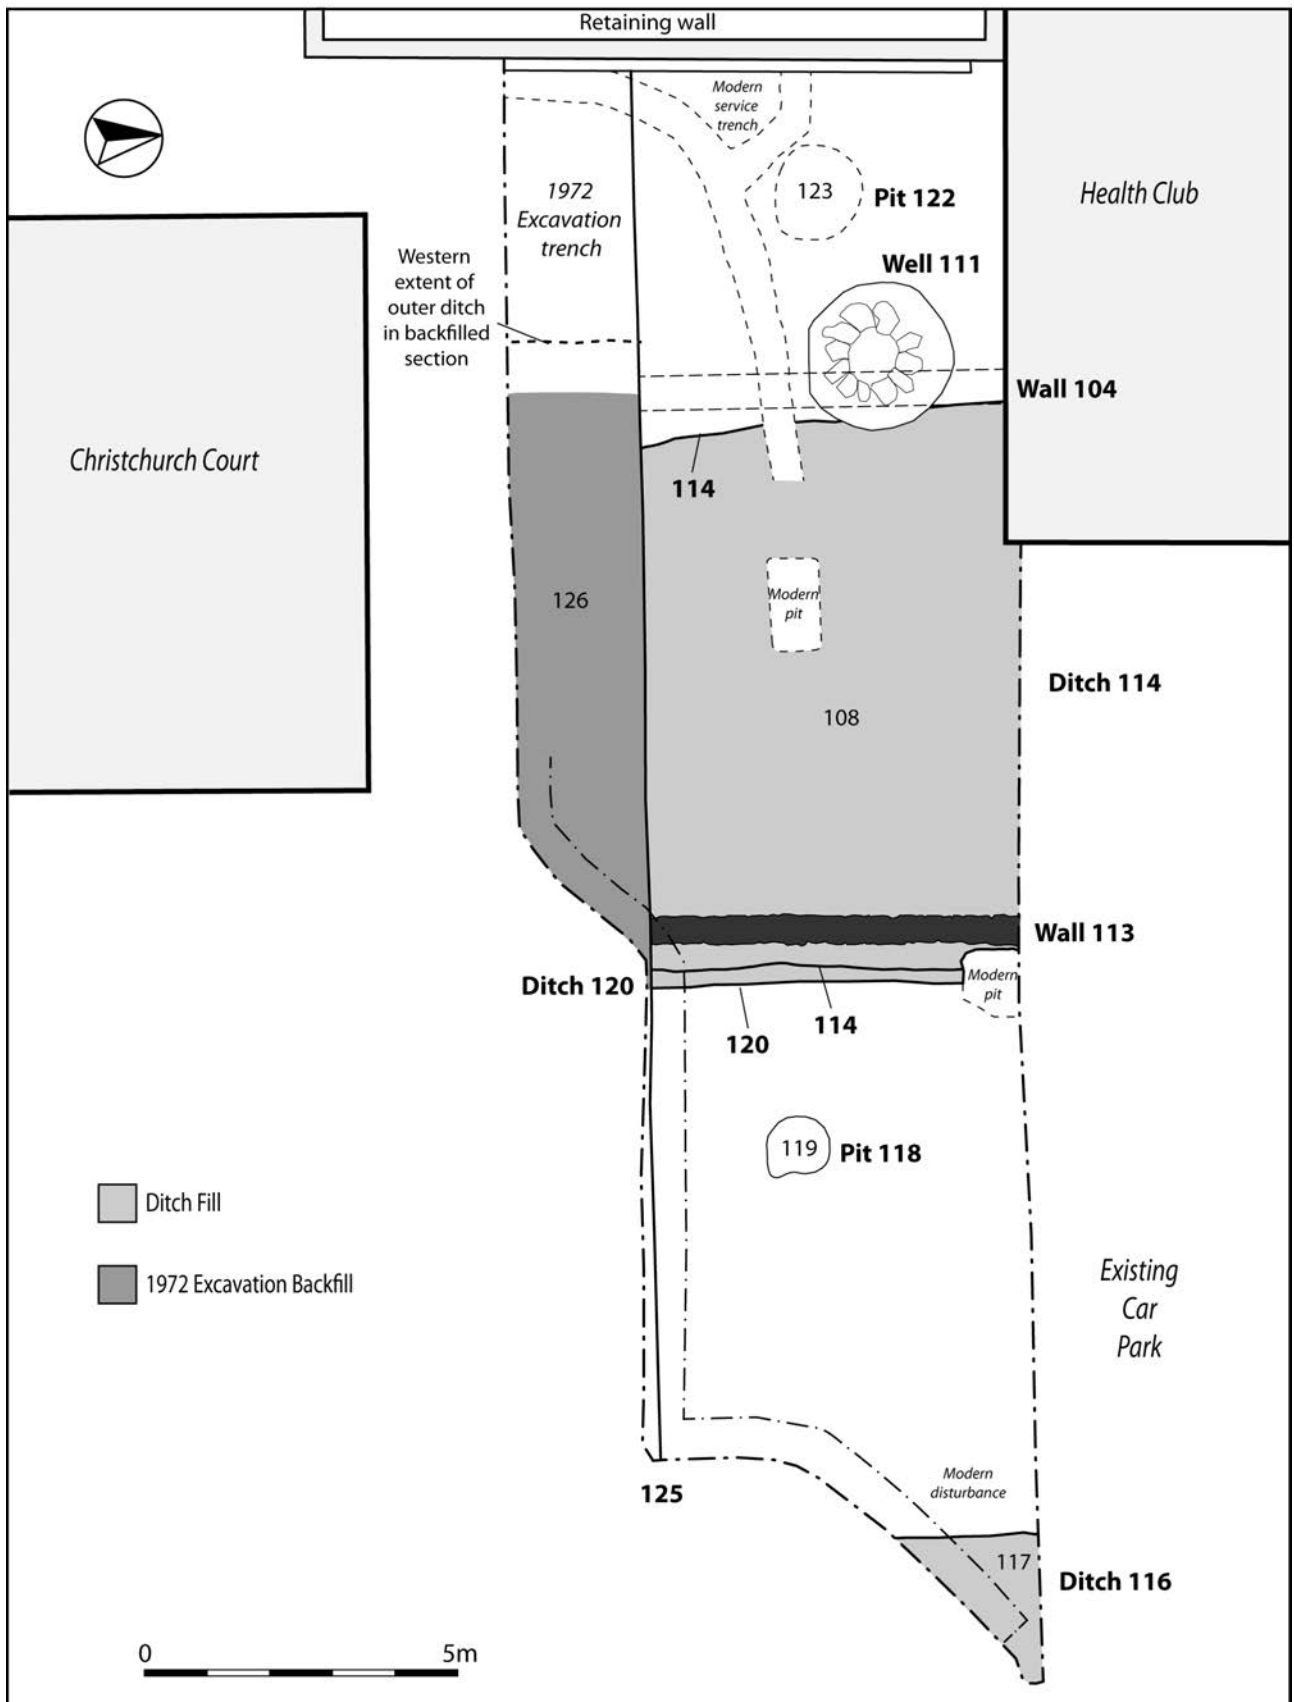 Retaining wall
Modern
service
trench
1972
Excavation
trench
123
Pit 122
Health Club
Western
extent of
outer ditch
in backfilled
section
Well 111
Wall 104
Christchurch Court
114
126
Modern
pit
Ditch 114
108
Wall 113
Ditch 120
Modern
pit
120
114
119
Pit 118
Ditch Fill
1972 Excavation Backfill
Existing
Car
Park
Modern
disturbance
125
117
Ditch 116
0
5m